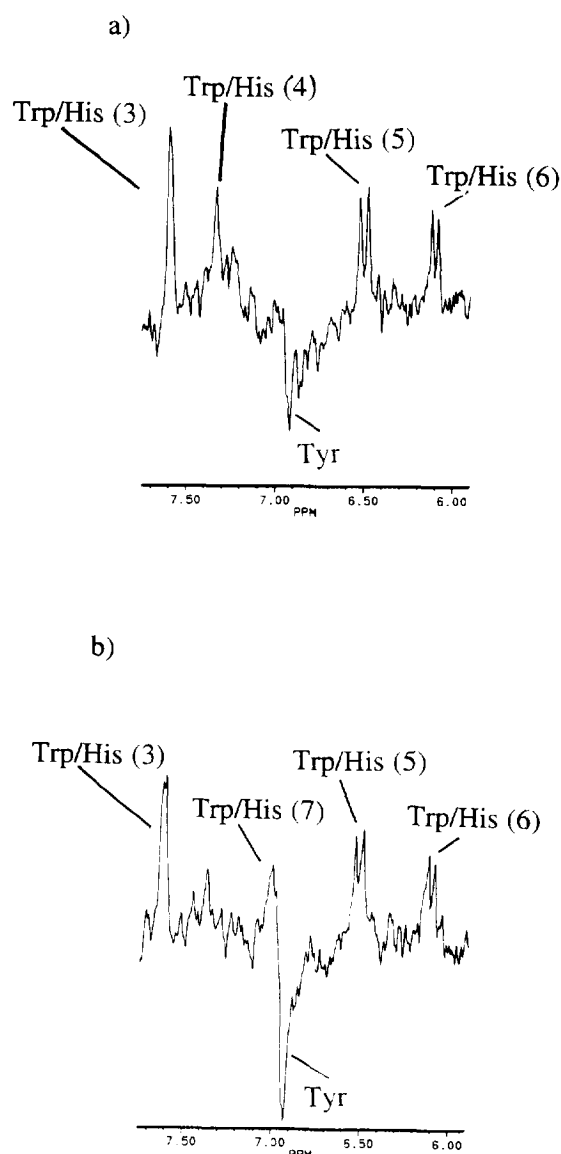 a)
Trp/His (4)
Trp/His (3)
Trp/His (5)
Trp/His (6)
Tyr
7.50 7.00 6.50 6.00
PPM
b)
Trp/His (3)
Trp/His (5)
Trp/His (7)
Trp/His (6)
Tyr
7.50 7.00 6.50 6.00
PPM